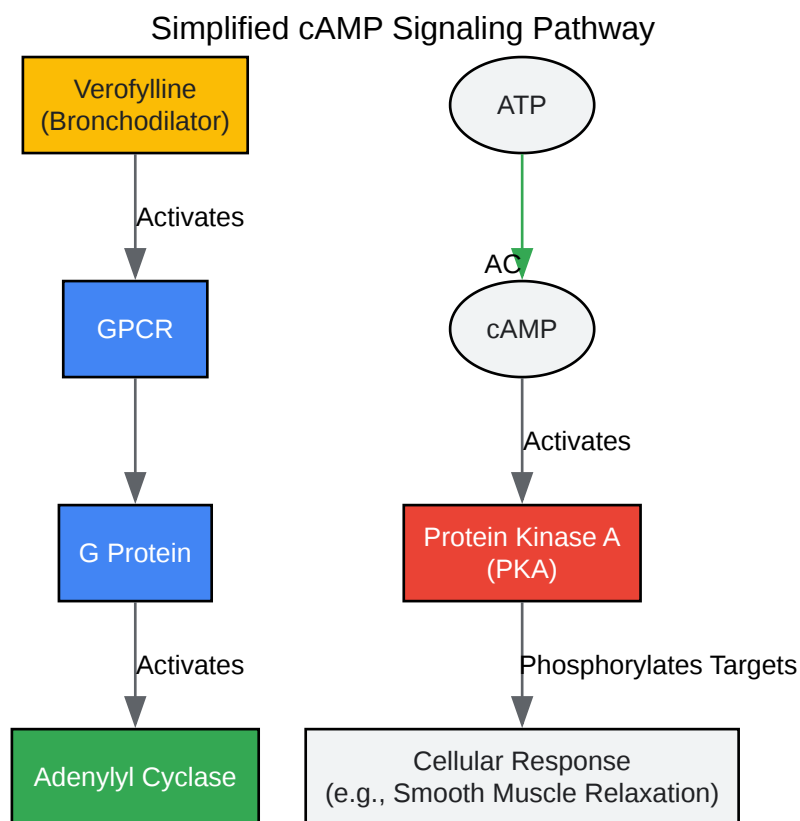 Simplified cAMP Signaling Pathway
Verofylline
(Bronchodilator)
Activates
GPCR
G Protein
Activates
Adenylyl Cyclase
ATP
AC
cAMP
Activates
Protein Kinase A
(PKA)
Phosphorylates Targets
Cellular Response
(e.g., Smooth Muscle Relaxation)